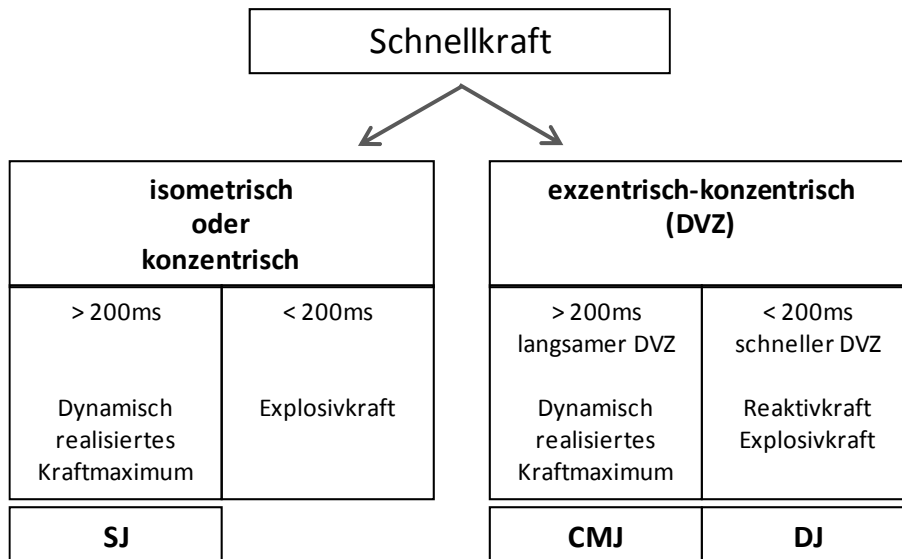 Schnellkraft
isometrisch
oder
konzentrisch
> 200ms
Dynamisch
realisiertes
Kraftmaximum
SJ
< 200ms
Explosivkraft
exzentrisch-konzentrisch
(DVZ)
> 200ms
langsamer DVZ
Dynamisch
realisiertes
Kraftmaximum
CMJ
< 200ms
schneller DVZ
Reaktivkraft
Explosivkraft
DJ